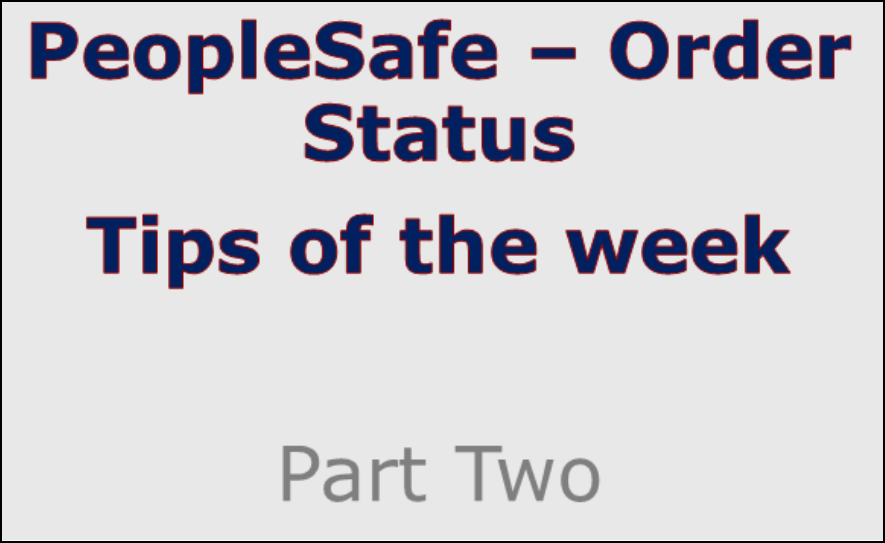 PeopleSafe – Order
Status
Tips of the week
Part Two